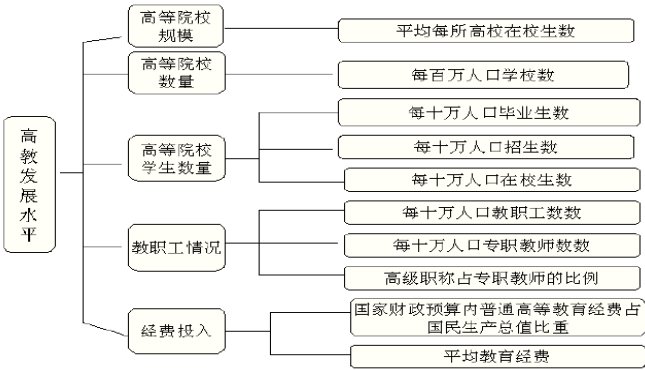 高教发展水平
高等院校
规模
平均每所高校在校生数
高等院校
数量
每百万人口学校数
高等院校
学生数量
每十万人口毕业生数
每十万人口招生数
每十万人口在校生数
教职工情况
每十万人口教职工数数
每十万人口专职教师数数
高级职称占专职教师的比例
经费投入
国家财政预算内普通高等教育经费占
国民生产总值比重
平均教育经费